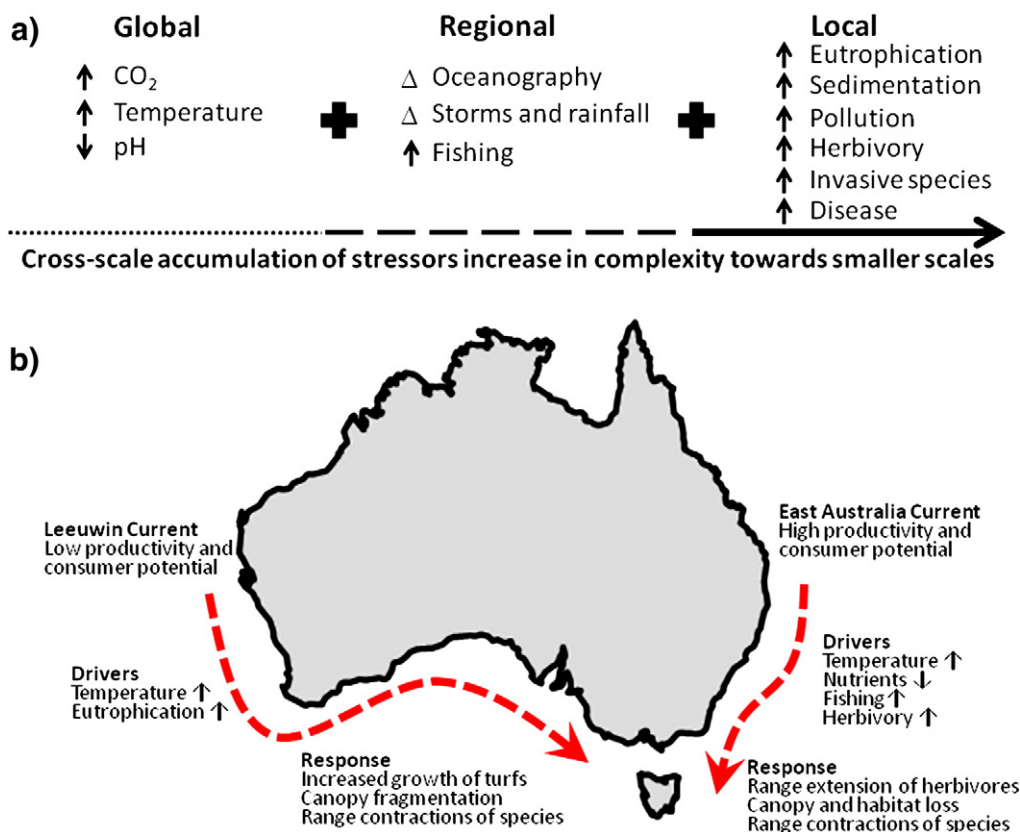 a)
Global
↑ CO₂
↑ Temperature
↓ pH
Regional
Δ Oceanography
Δ Storms and rainfall
↑ Fishing
Local
↑ Eutrophication
↑ Sedimentation
↑ Pollution
↑ Herbivory
↑ Invasive species
↑ Disease
Cross-scale accumulation of stressors increase in complexity towards smaller scales
b)
Leeuwin Current
Low productivity and
consumer potential
East Australia Current
High productivity and
consumer potential
Drivers
Temperature ↑
Eutrophication ↑
Drivers
Temperature ↑
Nutrients ↓
Fishing ↑
Herbivory ↑
Response
Increased growth of turfs
Canopy fragmentation
Range contractions of species
Response
Range extension of herbivores
Canopy and habitat loss
Range contractions of species